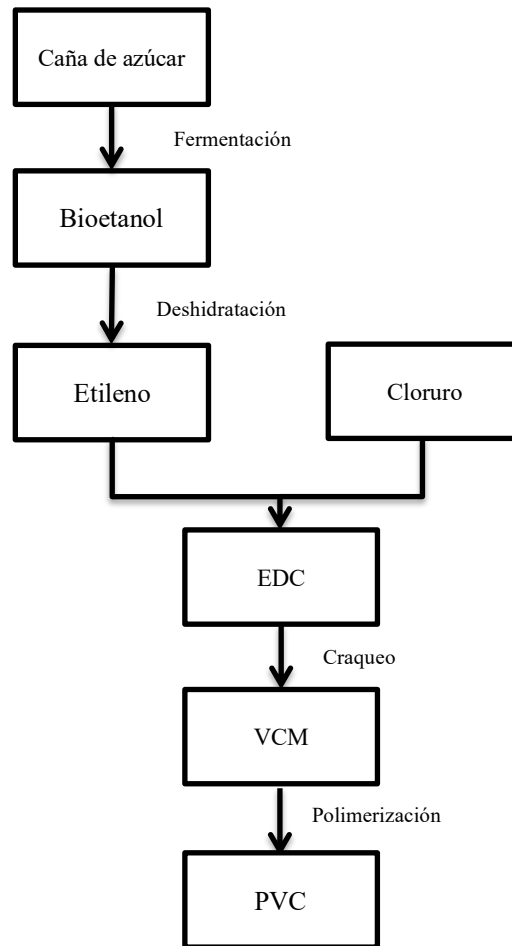 Caña de azúcar
Fermentación
Bioetanol
Deshidratación
Etileno
Cloruro
EDC
Craqueo
VCM
Polimerización
PVC